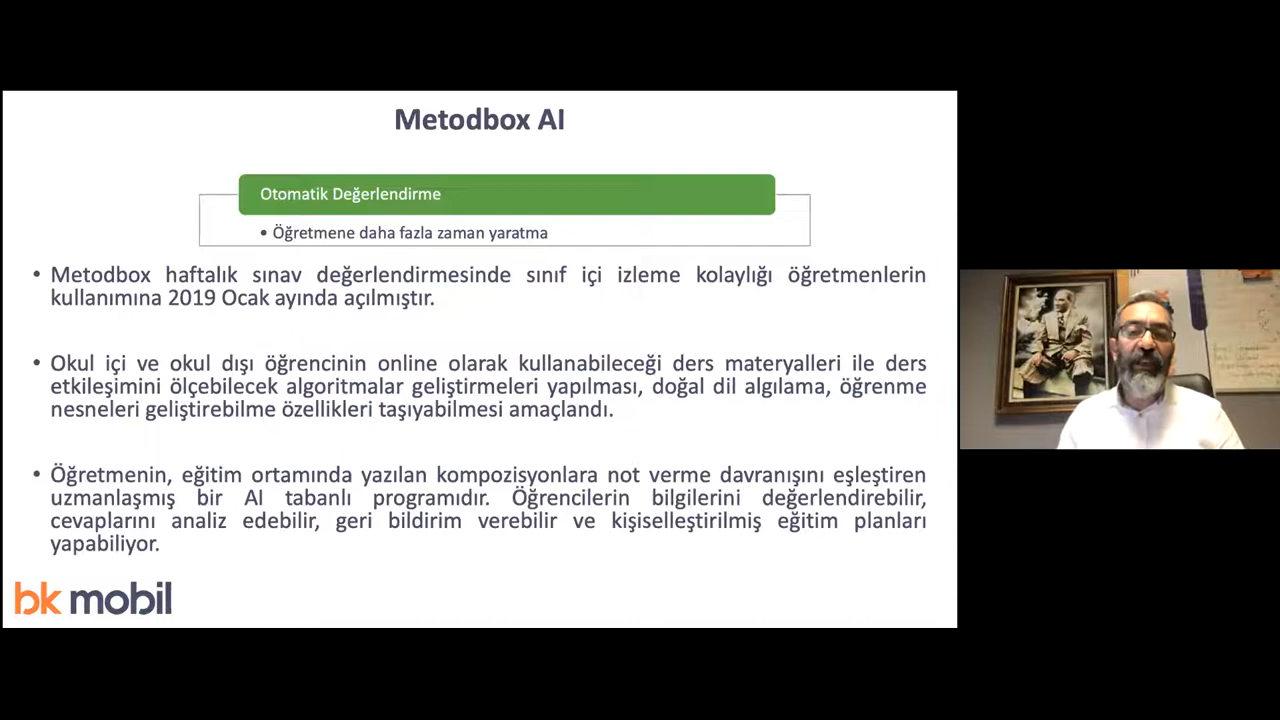 Metodbox AI
Otomatik Değerlendirme
• Öğretmene daha fazla zaman yaratma
• Metodbox haftalık sınav değerlendirmesinde sınıf içi izleme kolaylığı öğretmenlerin
kullanımına 2019 Ocak ayında açılmıştır.
• Okul içi ve okul dışı öğrencinin online olarak kullanabileceği ders materyalleri ile ders
etkileşimini ölçebilecek algoritmalar geliştirmeleri yapılması, doğal dil algılama, öğrenme
nesneleri geliştirebilme özellikleri taşıyabilmesi amaçlandı.
• Öğretmenin, eğitim ortamında yazılan kompozisyonlara not verme davranışını eşleştiren
uzmanlaşmış bir AI tabanlı programıdır. Öğrencilerin bilgilerini değerlendirebilir,
cevaplarını analiz edebilir, geri bildirim verebilir ve kişiselleştirilmiş eğitim planları
yapabiliyor.
bk mobil